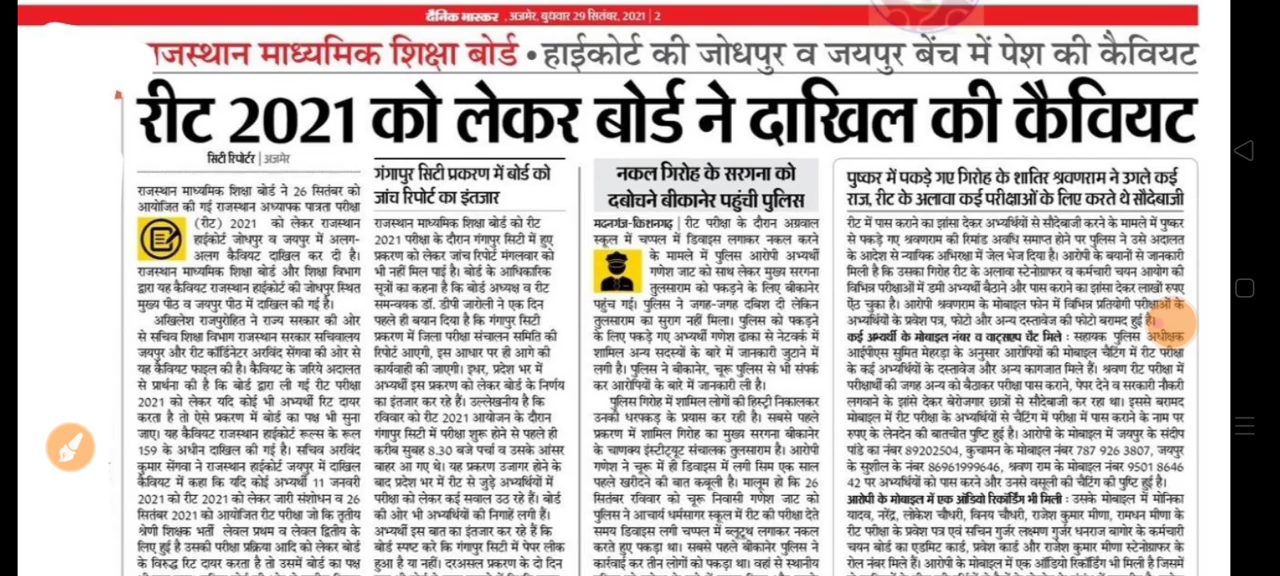 दैनिक भास्कर . अजमेर, बुधवार 29 सितंबर, 2021 | 2
जस्थान माध्यमिक शिक्षा बोर्ड • हाईकोर्ट की जोधपुर व जयपुर बेंच में पेश की कैवियट
रीट 2021 को लेकर बोर्ड ने दाखिल की कैवियट
सिटी रिपोर्टर | अजमेर
राजस्थान माध्यमिक शिक्षा बोर्ड ने 26 सितंबर को
आयोजित की गई राजस्थान अध्यापक पात्रता परीक्षा
(रीट) 2021 को लेकर राजस्थान
हाईकोर्ट जोधपुर व जयपुर में अलग-
अलग कैवियट दाखिल कर दी है।
राजस्थान माध्यमिक शिक्षा बोर्ड और शिक्षा विभाग
द्वारा यह कैवियट राजस्थान हाईकोर्ट की जोधपुर स्थित
मुख्य पीठ व जयपुर पीठ में दाखिल की गई है।
अखिलेश राजपुरोहित ने राज्य सरकार की ओर
से सचिव शिक्षा विभाग राजस्थान सरकार सचिवालय
जयपुर और रीट कॉर्डिनेटर अरविंद सेंगवा की ओर से
यह कैवियट फाइल की है। कैवियट के जरिये अदालत
से प्रार्थना की है कि बोर्ड द्वारा ली गई रीट परीक्षा
2021 को लेकर यदि कोई भी अभ्यर्थी रिट दायर
करता है तो ऐसे प्रकरण में बोर्ड का पक्ष भी सुना
जाए। यह कैवियट राजस्थान हाईकोर्ट रूल्स के रूल
159 के अधीन दाखिल की गई है। सचिव अरविंद
कुमार सेंगवा ने राजस्थान हाईकोर्ट जयपुर में दाखिल
कैवियट में कहा कि यदि कोई अभ्यर्थी 11 जनवरी
2021 को रीट 2021 को लेकर जारी संशोधन व 26
सितंबर 2021 को आयोजित रीट परीक्षा जो कि तृतीय
श्रेणी शिक्षक भर्ती लेवल प्रथम व लेवल द्वितीय के
लिए हुई है उसकी परीक्षा प्रक्रिया आदि को लेकर बोर्ड
के विरुद्ध रिट दायर करता है तो उसमें बोर्ड का पक्ष
गंगापुर सिटी प्रकरण में बोर्ड को
जांच रिपोर्ट का इंतजार
राजस्थान माध्यमिक शिक्षा बोर्ड को रीट
2021 परीक्षा के दौरान गंगापुर सिटी में हुए
प्रकरण को लेकर जांच रिपोर्ट मंगलवार को
भी नहीं मिल पाई है। बोर्ड के आधिकारिक
सूत्रों का कहना है कि बोर्ड अध्यक्ष व रीट
समन्वयक डॉ. डीपी जारोली ने एक दिन
पहले ही बयान दिया है कि गंगापुर सिटी
प्रकरण में जिला परीक्षा संचालन समिति की
रिपोर्ट आएगी, इस आधार पर ही आगे की
कार्यवाही की जाएगी। इधर, प्रदेश भर में
अभ्यर्थी इस प्रकरण को लेकर बोर्ड के निर्णय
का इंतजार कर रहे हैं। उल्लेखनीय है कि
रविवार को रीट 2021 आयोजन के दौरान
गंगापुर सिटी में परीक्षा शुरू होने से पहले ही
करीब सुबह 8.30 बजे पर्चा व उसके आंसर
बाहर आ गए थे। यह प्रकरण उजागर होने के
बाद प्रदेश भर में रीट से जुड़े अभ्यर्थियों में
परीक्षा को लेकर कई सवाल उठ रहे हैं। बोर्ड
की ओर भी अभ्यर्थियों की निगाहें लगी हैं।
अभ्यर्थी इस बात का इंतजार कर रहे हैं कि
बोर्ड स्पष्ट करे कि गंगापुर सिटी में पेपर लीक
हुआ है या नहीं। दरअसल प्रकरण के दो दिन
नकल गिरोह के सरगना को
दबोचने बीकानेर पहुंची पुलिस
मदनगंज-किशनगढ़ | रीट परीक्षा के दौरान अग्रवाल
स्कूल में चप्पल में डिवाइस लगाकर नकल करने
के मामले में पुलिस आरोपी अभ्यर्थी
गणेश जाट को साथ लेकर मुख्य सरगना
तुलसाराम को पकड़ने के लिए बीकानेर
पहुंच गई। पुलिस ने जगह-जगह दबिश दी लेकिन
तुलसाराम का सुराग नहीं मिला। पुलिस को पकड़ने
के लिए पकड़े गए अभ्यर्थी गणेश ढाका से नेटवर्क में
शामिल अन्य सदस्यों के बारे में जानकारी जुटाने में
लगी है। पुलिस ने बीकानेर, चूरू पुलिस से भी संपर्क
कर आरोपियों के बारे में जानकारी ली है।
पुलिस गिरोह में शामिल लोगों की हिस्ट्री निकालकर
उनकी धरपकड़ के प्रयास कर रही है। सबसे पहले
प्रकरण में शामिल गिरोह का मुख्य सरगना बीकानेर
के चाणक्य इंस्टीट्यूट संचालक तुलसाराम है। आरोपी
गणेश ने चूरू में ही डिवाइस में लगी सिम एक साल
पहले खरीदने की बात कबूली है। मालूम हो कि 26
सितंबर रविवार को चूरू निवासी गणेश जाट को
पुलिस ने आचार्य धर्मसागर स्कूल में रीट की परीक्षा देते
समय डिवाइस लगी चप्पल में ब्लूटूथ लगाकर नकल
करते हुए पकड़ा था। सबसे पहले बीकानेर पुलिस ने
कार्रवाई कर तीन लोगों को पकड़ा था। वहां से स्थानीय
पुष्कर में पकड़े गए गिरोह के शातिर श्रवणराम ने उगले कई
राज, रीट के अलावा कई परीक्षाओं के लिए करते थे सौदेबाजी
रीट में पास कराने का झांसा देकर अभ्यर्थियों से सौदेबाजी करने के मामले में पुष्कर
से पकड़े गए श्रवणराम की रिमांड अवधि समाप्त होने पर पुलिस ने उसे अदालत
के आदेश से न्यायिक अभिरक्षा में जेल भेज दिया है। आरोपी के बयानों से जानकारी
मिली है कि उसका गिरोह रीट के अलावा स्टेनोग्राफर व कर्मचारी चयन आयोग की
विभिन्न परीक्षाओं में डमी अभ्यर्थी बैठाने और पास कराने का झांसा देकर लाखों रुपए
ऐंठ चुका है। आरोपी श्रवणराम के मोबाइल फोन में विभिन्न प्रतियोगी परीक्षाओं के
अभ्यर्थियों के प्रवेश पत्र, फोटो और अन्य दस्तावेज की फोटो बरामद हुई है।
कई अभ्यर्थी के मोबाइल नंबर व वाट्सएप चैट मिले : सहायक पुलिस अधीक्षक
आईपीएस सुमित मेहरड़ा के अनुसार आरोपियों की मोबाइल चैटिंग में रीट परीक्षा
के कई अभ्यर्थियों के दस्तावेज और अन्य कागजात मिले हैं। श्रवण रीट परीक्षा में
परीक्षार्थी की जगह अन्य को बैठाकर परीक्षा पास कराने, पेपर देने व सरकारी नौकरी
लगवाने के झांसे देकर बेरोजगार छात्रों से सौदेबाजी कर रहा था। इससे बरामद
मोबाइल में रीट परीक्षा के अभ्यर्थियों से चैटिंग में परीक्षा में पास कराने के नाम पर
रुपए के लेनदेन की बातचीत पुष्टि हुई है। आरोपी के मोबाइल में जयपुर के संदीप
पांडे का नम्बर 89202504, कुचामन के मोबाइल नम्बर 787 926 3807, जयपुर
के सुशील के नंबर 86961999646, श्रवण राम के मोबाइल नम्बर 9501 8646
42 पर अभ्यर्थियों को पास करने और उनसे वसूली की चैटिंग की पुष्टि हुई है।
आरोपी के मोबाइल में एक ऑडियो रिकॉर्डिंग भी मिली : उसके मोबाइल में मोनिका
यादव, नरेंद्र, लोकेश चौधरी, विनय चौधरी, राजेश कुमार मीणा, रामधन मीणा के
रीट परीक्षा के प्रवेश पत्र एवं सचिन गुर्जर लक्ष्मण गुर्जर धनराज बागोर के कर्मचारी
चयन बोर्ड का एडमिट कार्ड, प्रवेश कार्ड और राजेश कुमार मीणा स्टेनोग्राफर के
रोल नंबर मिले हैं। आरोपी के मोबाइल में एक ऑडियो रिकॉर्डिंग भी मिली है जिसमें